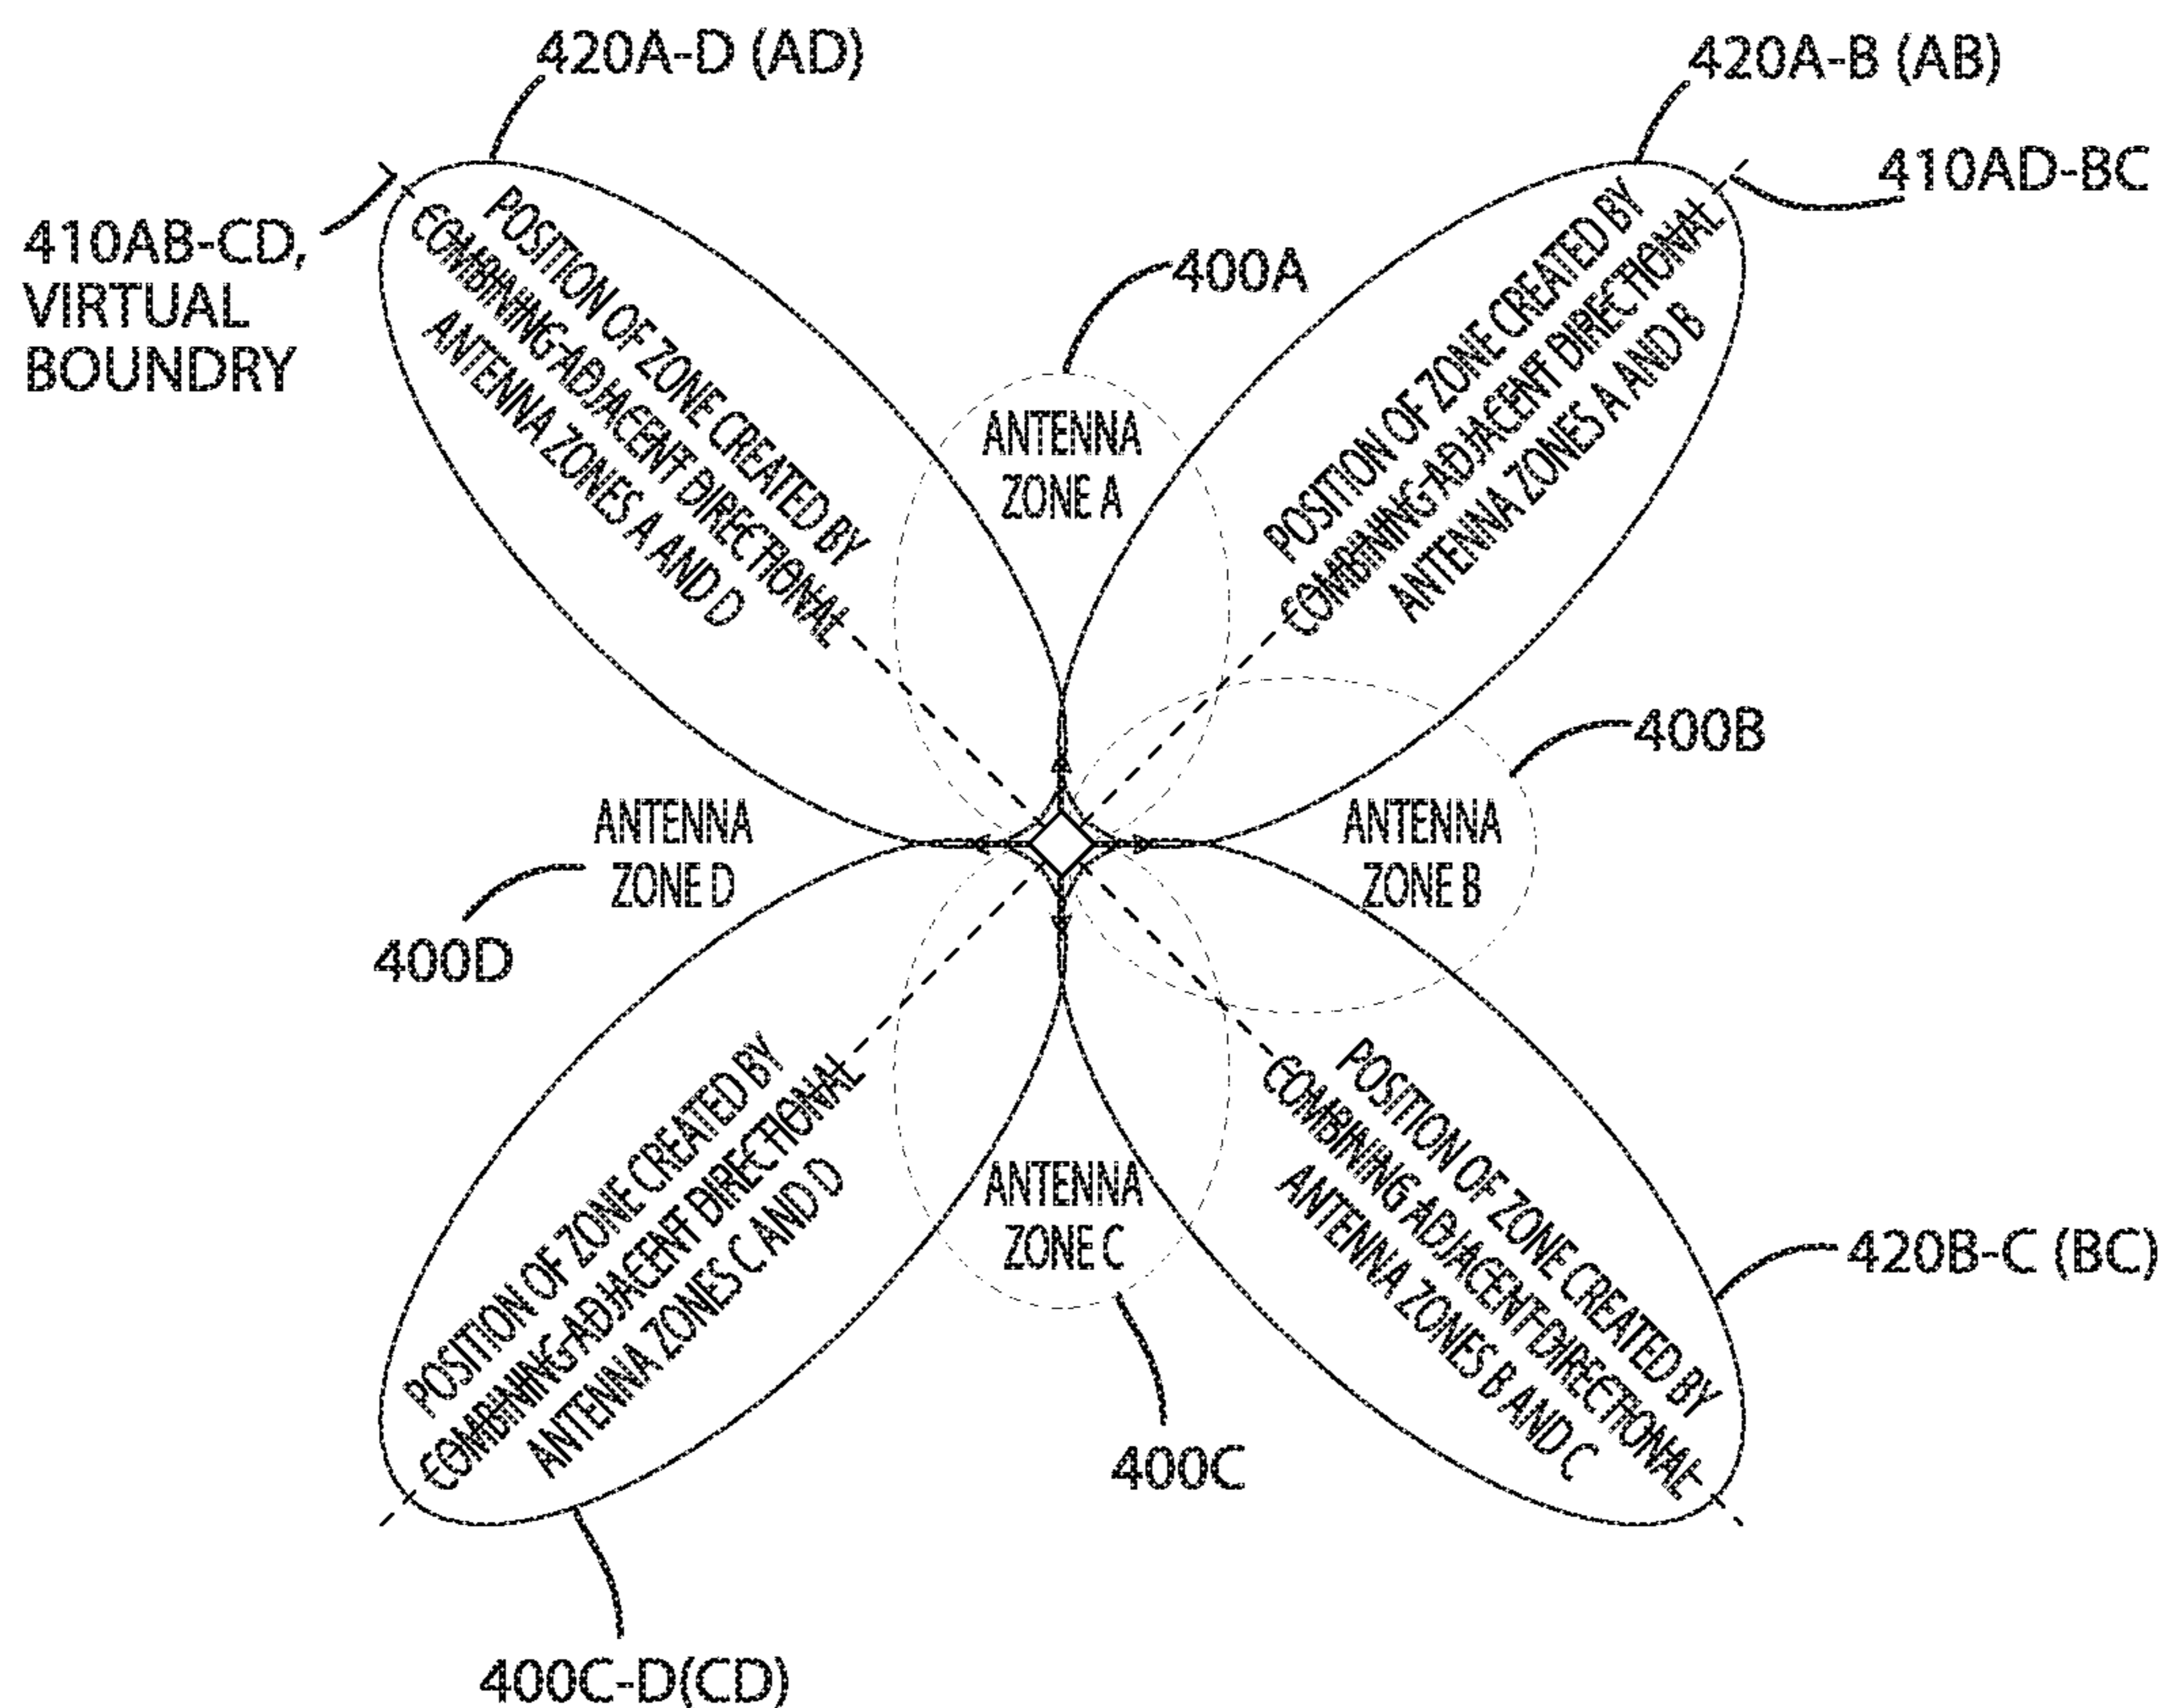 420A-D (AD)
420A-B (AB)
410AD-BC
410AB-CD,
VIRTUAL
BOUNDRY
400A
POSITION OF ZONE CREATED BY
COMBINING ADJACENT DIRECTIONAL
ANTENNA ZONES A AND D
POSITION OF ZONE CREATED BY
COMBINING ADJACENT DIRECTIONAL
ANTENNA ZONES A AND B
ANTENNA
ZONE A
400B
ANTENNA
ZONE D
ANTENNA
ZONE B
400D
POSITION OF ZONE CREATED BY
COMBINING ADJACENT DIRECTIONAL
ANTENNA ZONES C AND D
ANTENNA
ZONE C
POSITION OF ZONE CREATED BY
COMBINING ADJACENT DIRECTIONAL
ANTENNA ZONES B AND C
420B-C (BC)
400C
400C-D(CD)